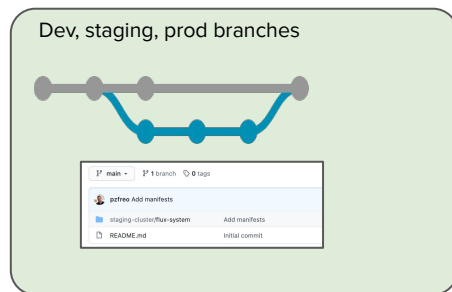 Dev, staging, prod branches
main 1 branch 0 tags
pzfreo Add manifests
staging-cluster/flux-system Add manifests
README.md Initial commit